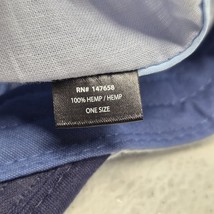 RN# 147658
100% HEMP / HEMP
ONE SIZE